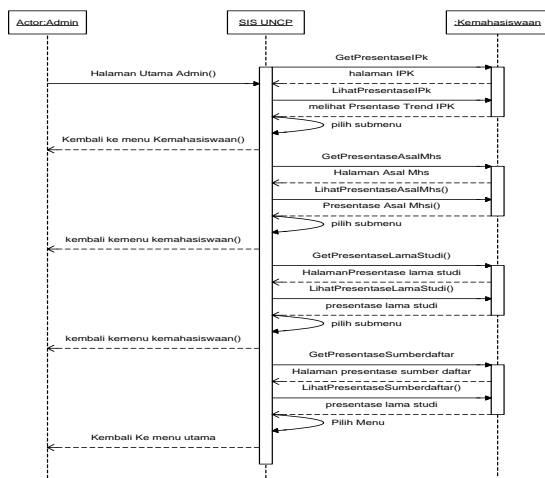 Actor:Admin
SIS UNCP
:Kemahasiswaan
GetPresentaseIPk
Halaman Utama Admin()
halaman IPK
LihatPresentaseIPk
melihat Prsentase Trend IPK
pilih submenu
Kembali ke menu Kemahasiswaan()
GetPresentaseAsalMhs
Halaman Asal Mhs
LihatPresentaseAsalMhs()
Presentase Asal Mhsi()
pilih submenu
kembali kemenu kemahasiswaan()
GetPresentaseLamaStudi()
HalamanPresentase lama studi
LihatPresentaseLamaStudi()
presentase lama studi
pilih submenu
kembali kemenu kemahasiswaan()
GetPresentaseSumberdaftar
Halaman presentase sumber daftar
LihatPresentaseSumberdaftar()
presentase lama studi
Pilih Menu
Kembali Ke menu utama